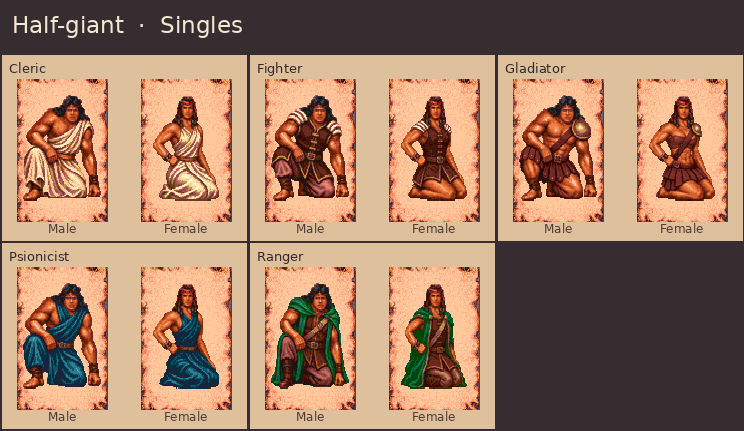 Half-giant · Singles
Cleric
Male Female
Fighter
Male Female
Gladiator
Male Female
Psionicist
Male Female
Ranger
Male Female